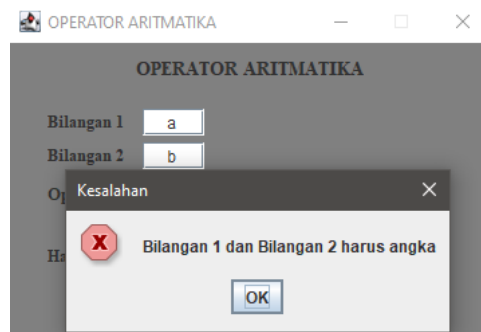 OPERATOR ARITMATIKA
OPERATOR ARITMATIKA
Bilangan 1 a
Bilangan 2 b
Kesalahan
Bilangan 1 dan Bilangan 2 harus angka
OK